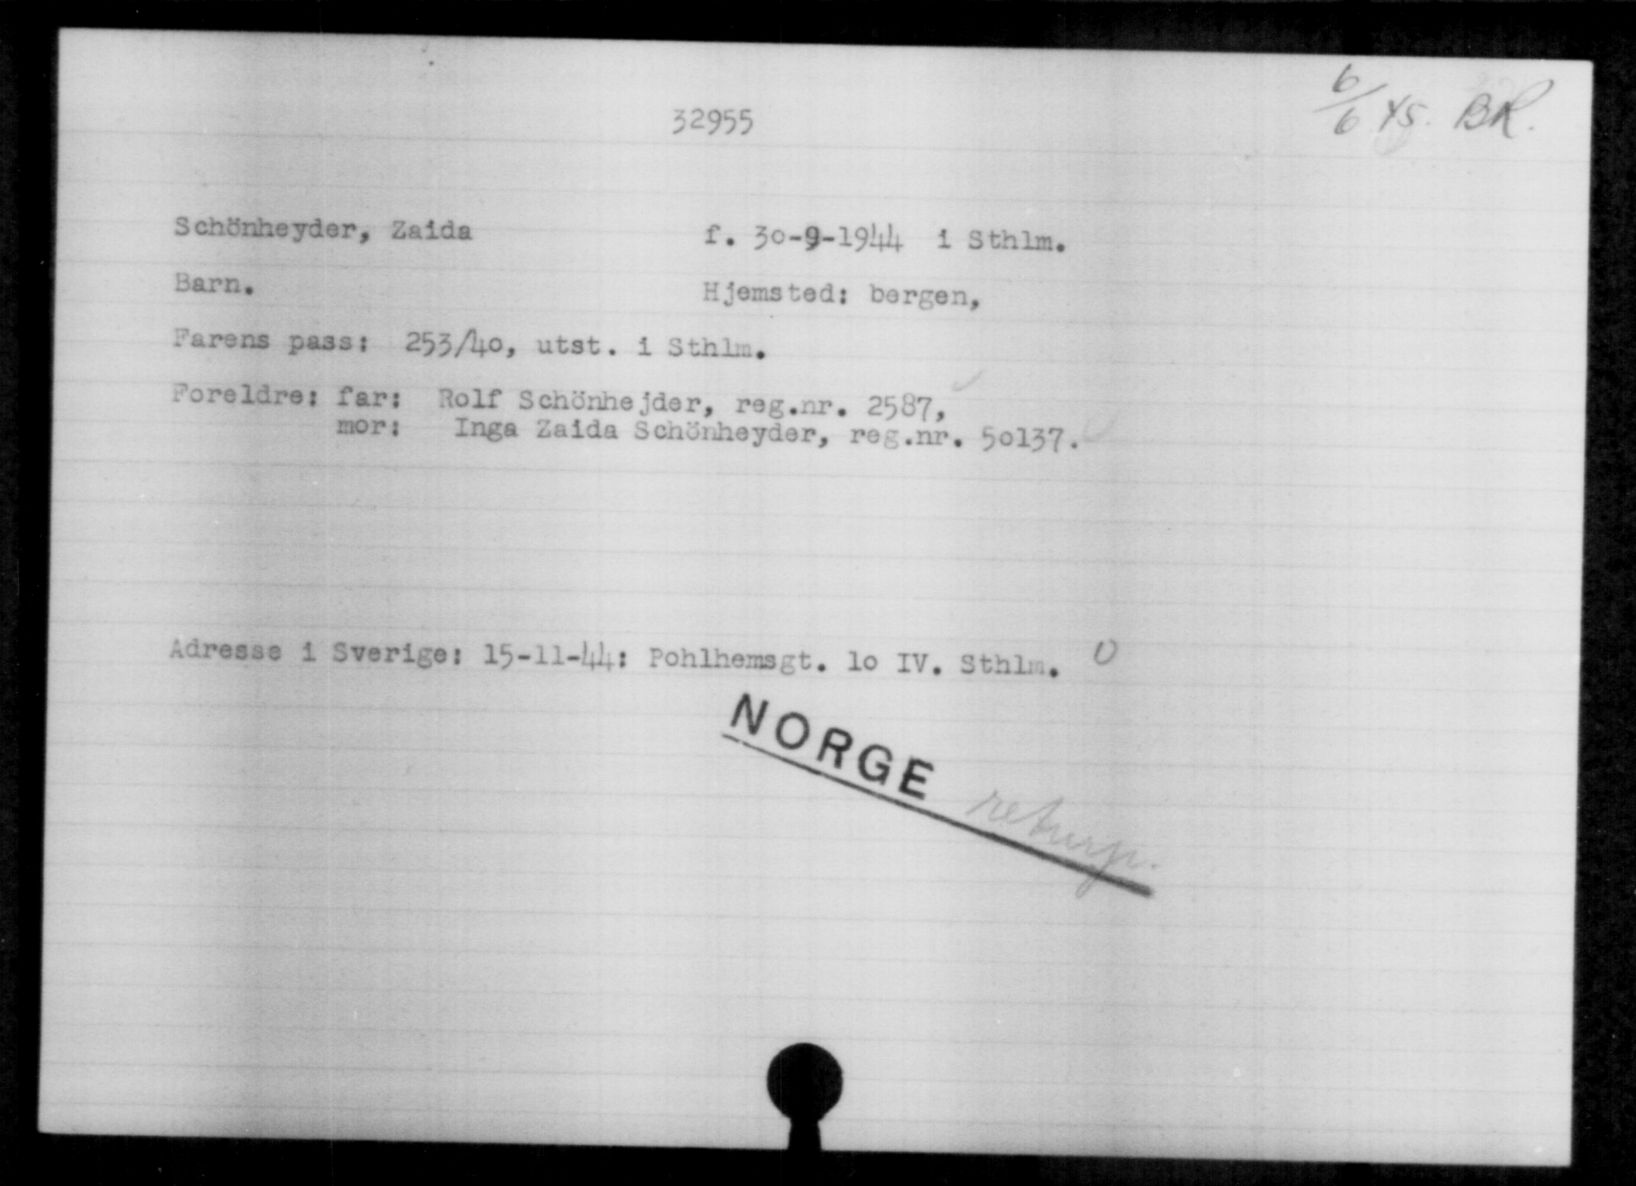 6/6 45. BR.
32955
Schönheyder, Zaida f. 30-9-1944 i Sthlm.
Barn. Hjemsted: bergen,
Farens pass: 253/40, utst. i Sthlm.
Foreldre: far: Rolf Schönhejder, reg.nr. 2587,
mor: Inga Zaida Schönheyder, reg.nr. 50137.
Adresse i Sverige: 15-11-44: Pohlhemsgt. 10 IV. Sthlm. 0
NORGE